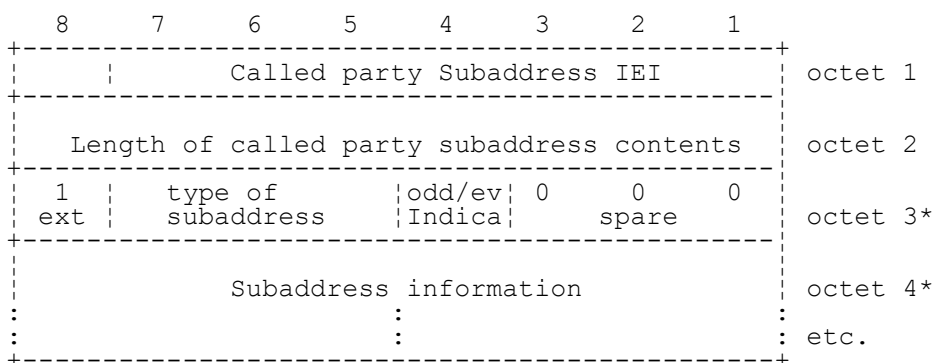 8 7 6 5 4 3 2 1
Called party Subaddress IEI octet 1
Length of called party subaddress contents octet 2
1 type of odd/ev 0 0 0
ext subaddress Indica spare octet 3*
Subaddress information octet 4*
: : :
: : : etc.